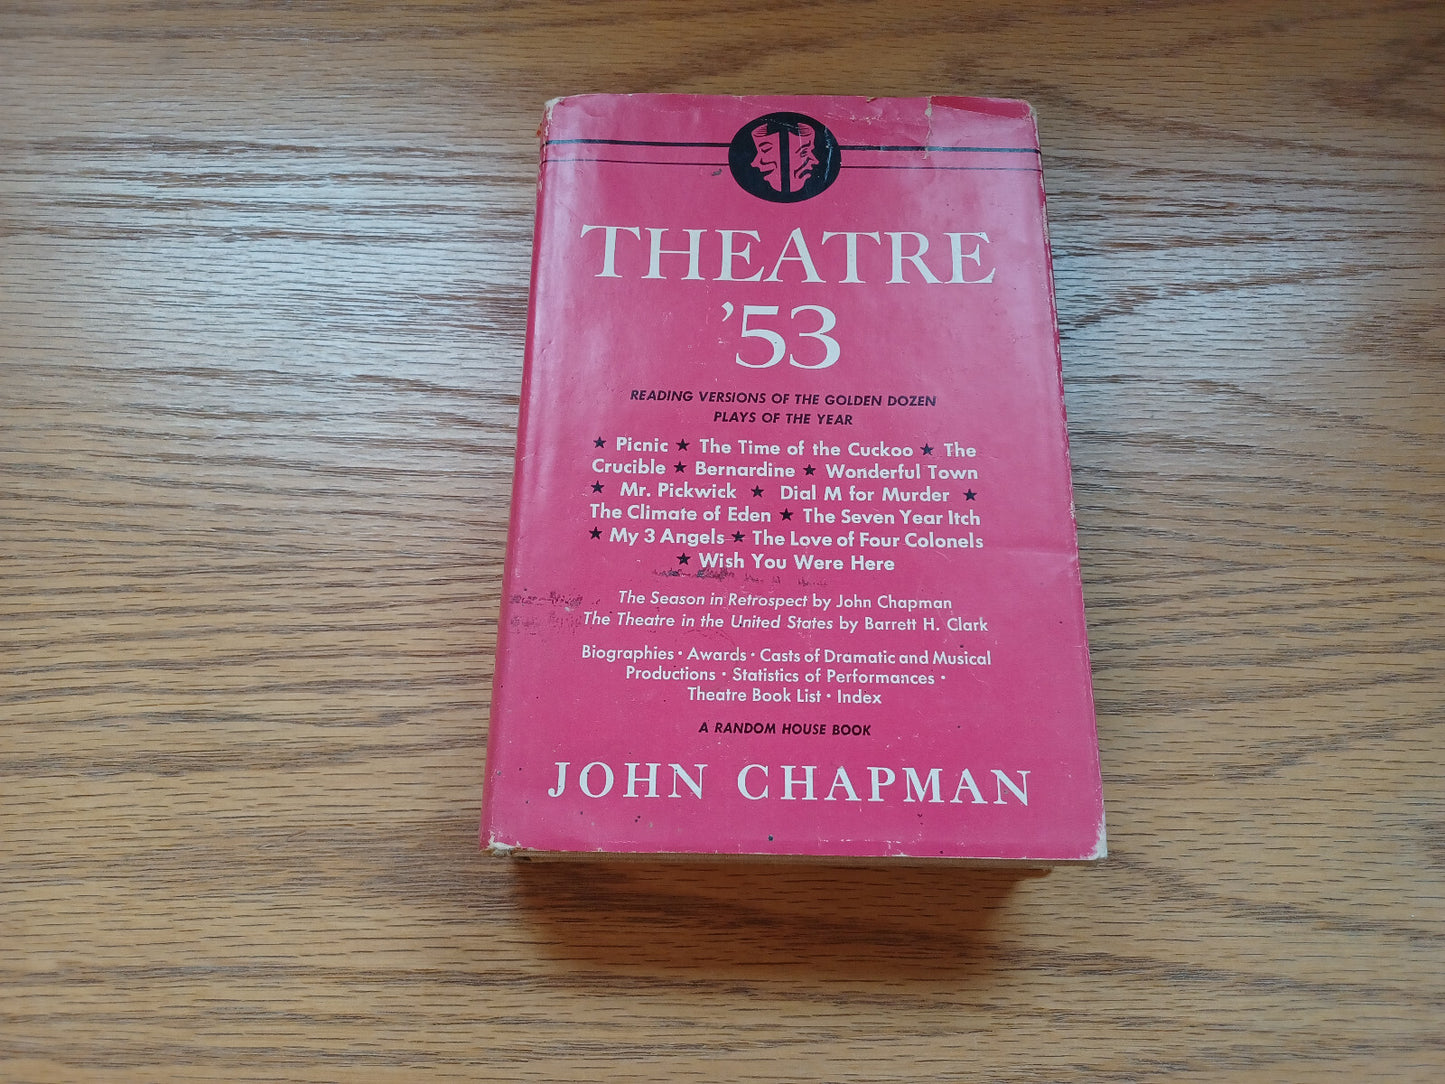 THEATRE
’53
READING VERSIONS OF THE GOLDEN DOZEN
PLAYS OF THE YEAR
★ Picnic ★ The Time of the Cuckoo ★ The
Crucible ★ Bernardine ★ Wonderful Town
★ Mr. Pickwick ★ Dial M for Murder ★
The Climate of Eden ★ The Seven Year Itch
★ My 3 Angels ★ The Love of Four Colonels
★ Wish You Were Here
The Season in Retrospect by John Chapman
The Theatre in the United States by Barrett H. Clark
Biographies · Awards · Casts of Dramatic and Musical
Productions · Statistics of Performances ·
Theatre Book List · Index
A RANDOM HOUSE BOOK
JOHN CHAPMAN